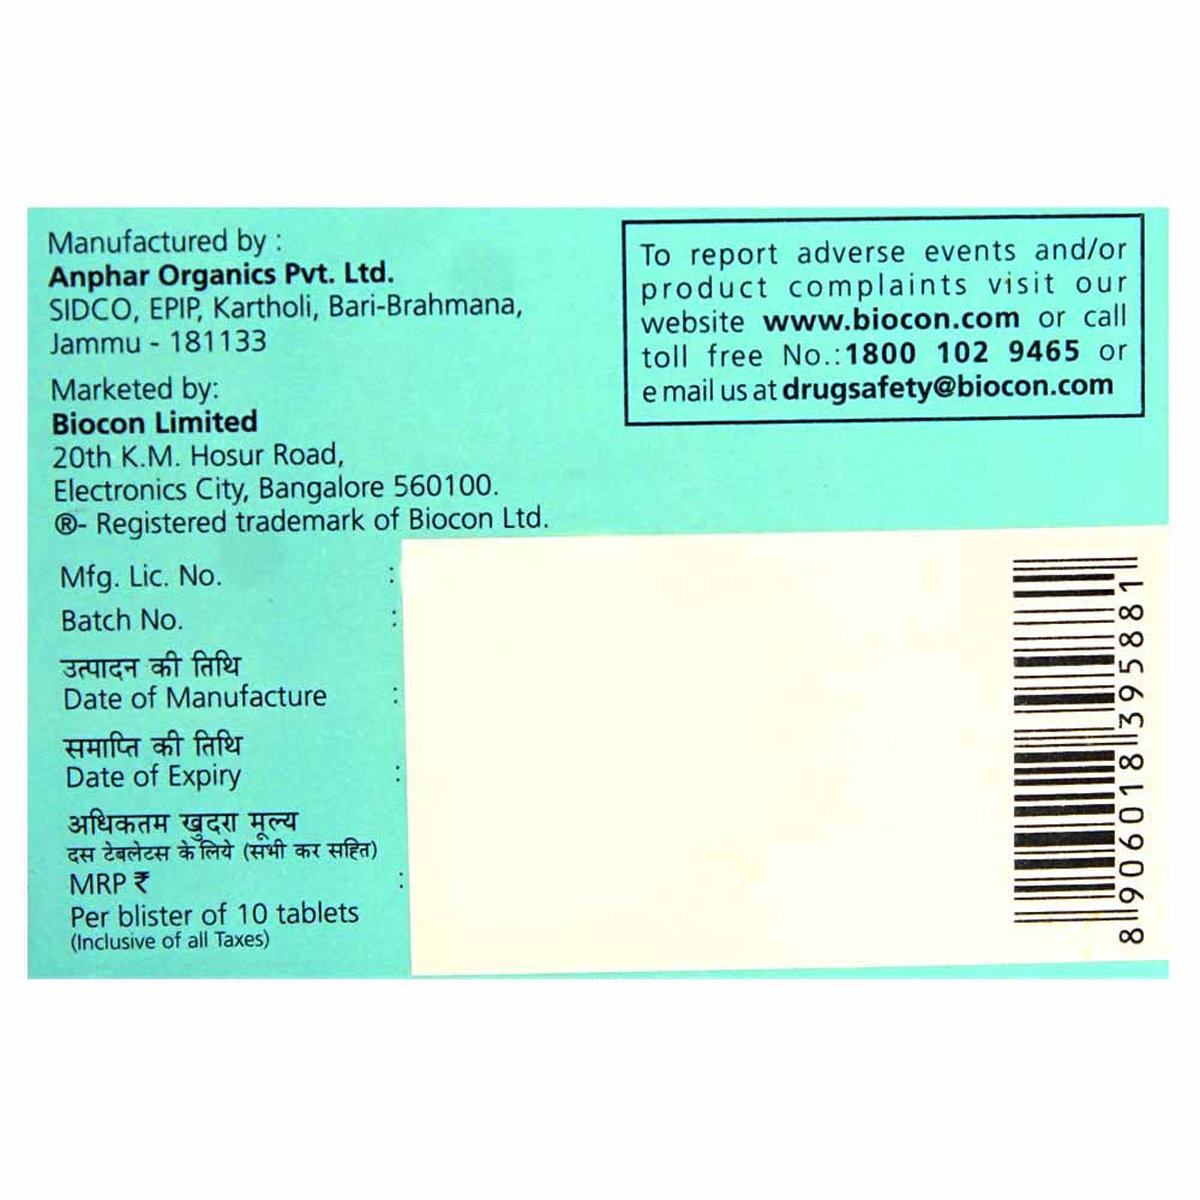 Manufactured by :
Anphar Organics Pvt. Ltd.
SIDCO, EPIP, Kartholi, Bari-Brahmana,
Jammu - 181133
Marketed by:
Biocon Limited
20th K.M. Hosur Road,
Electronics City, Bangalore 560100.
®- Registered trademark of Biocon Ltd.
To report adverse events and/or
product complaints visit our
website www.biocon.com or call
toll free No.:1800 102 9465 or
e mail us at drugsafety@biocon.com
Mfg. Lic. No. :
Batch No. :
उत्पादन की तिथि
Date of Manufacture :
समाप्ति की तिथि
Date of Expiry :
अधिकतम खुदरा मूल्य
दस टेबलेटस के लिये (सभी कर सहित)
MRP ₹ :
Per blister of 10 tablets
(Inclusive of all Taxes)
8 906018 395881